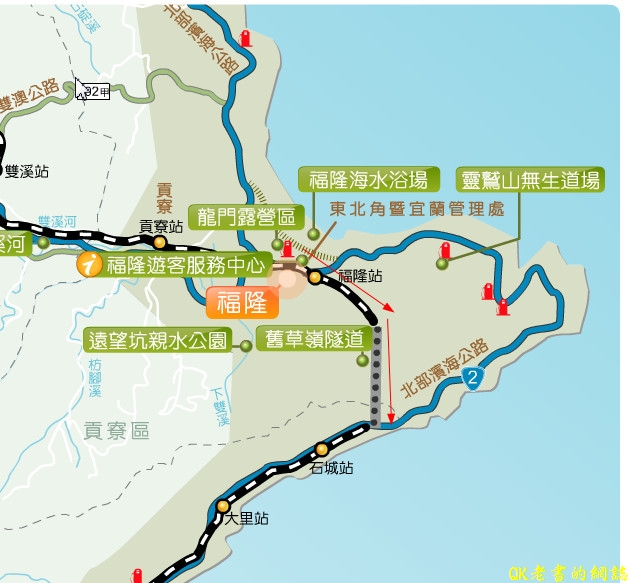 石碇溪
北部濱海公路
雙澳公路
92甲
雙溪站
貢寮
福隆海水浴場
靈鷲山無生道場
龍門露營區
東北角暨宜蘭管理處
雙溪河
貢寮站
溪河
i 福隆遊客服務中心
福隆站
福隆
遠望坑親水公園
舊草嶺隧道
枋腳溪
下雙溪
北部濱海公路
2
貢寮區
石城站
大里站
QK老書的網誌